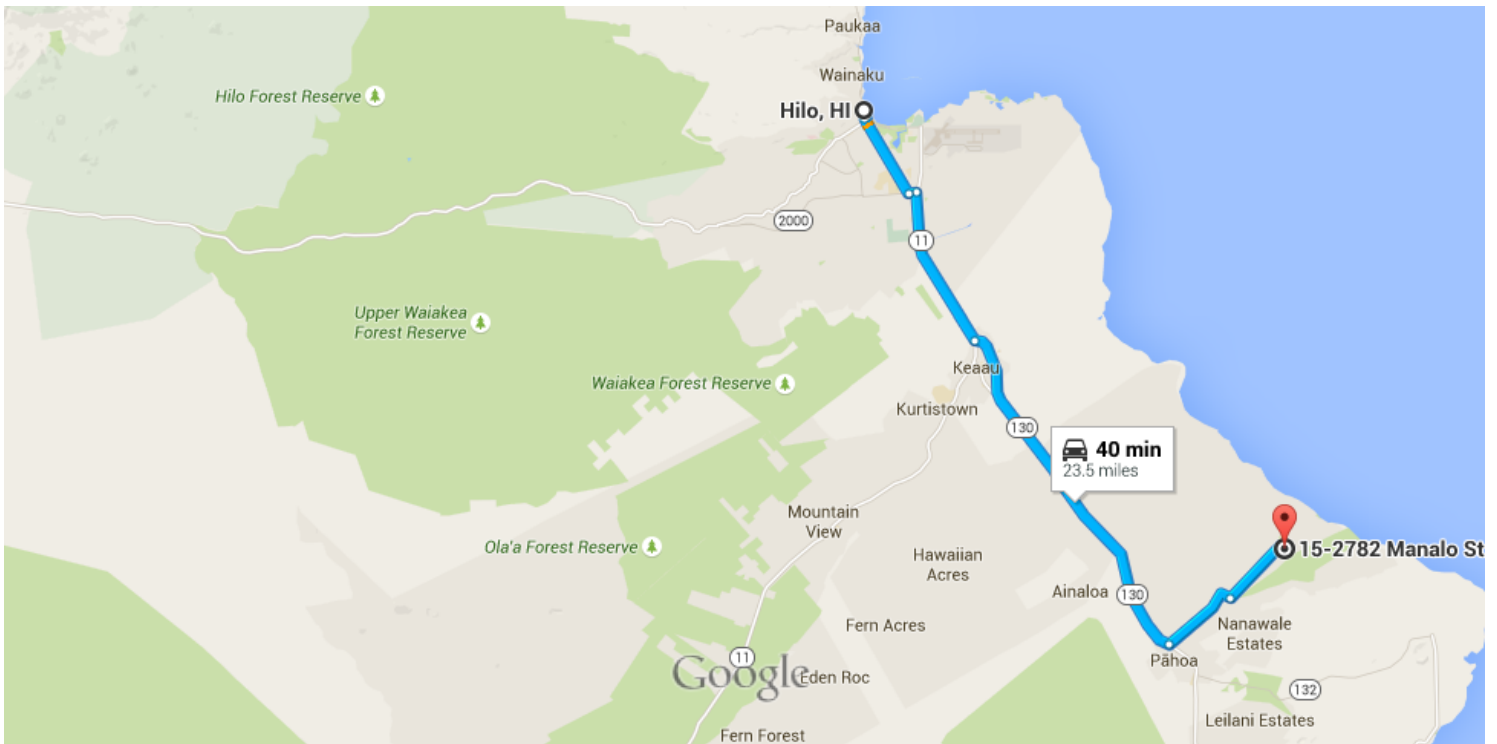 Paukaa
Wainaku
Hilo Forest Reserve
Hilo, HI
2000
11
Upper Waiakea
Forest Reserve
Keaau
Waiakea Forest Reserve
Kurtistown
130
40 min
23.5 miles
Mountain
View
Ola'a Forest Reserve
Hawaiian
Acres
15-2782 Manalo St
Ainaloa
130
Fern Acres
Nanawale
Estates
Pāhoa
11
Google
Eden Roc
132
Leilani Estates
Fern Forest